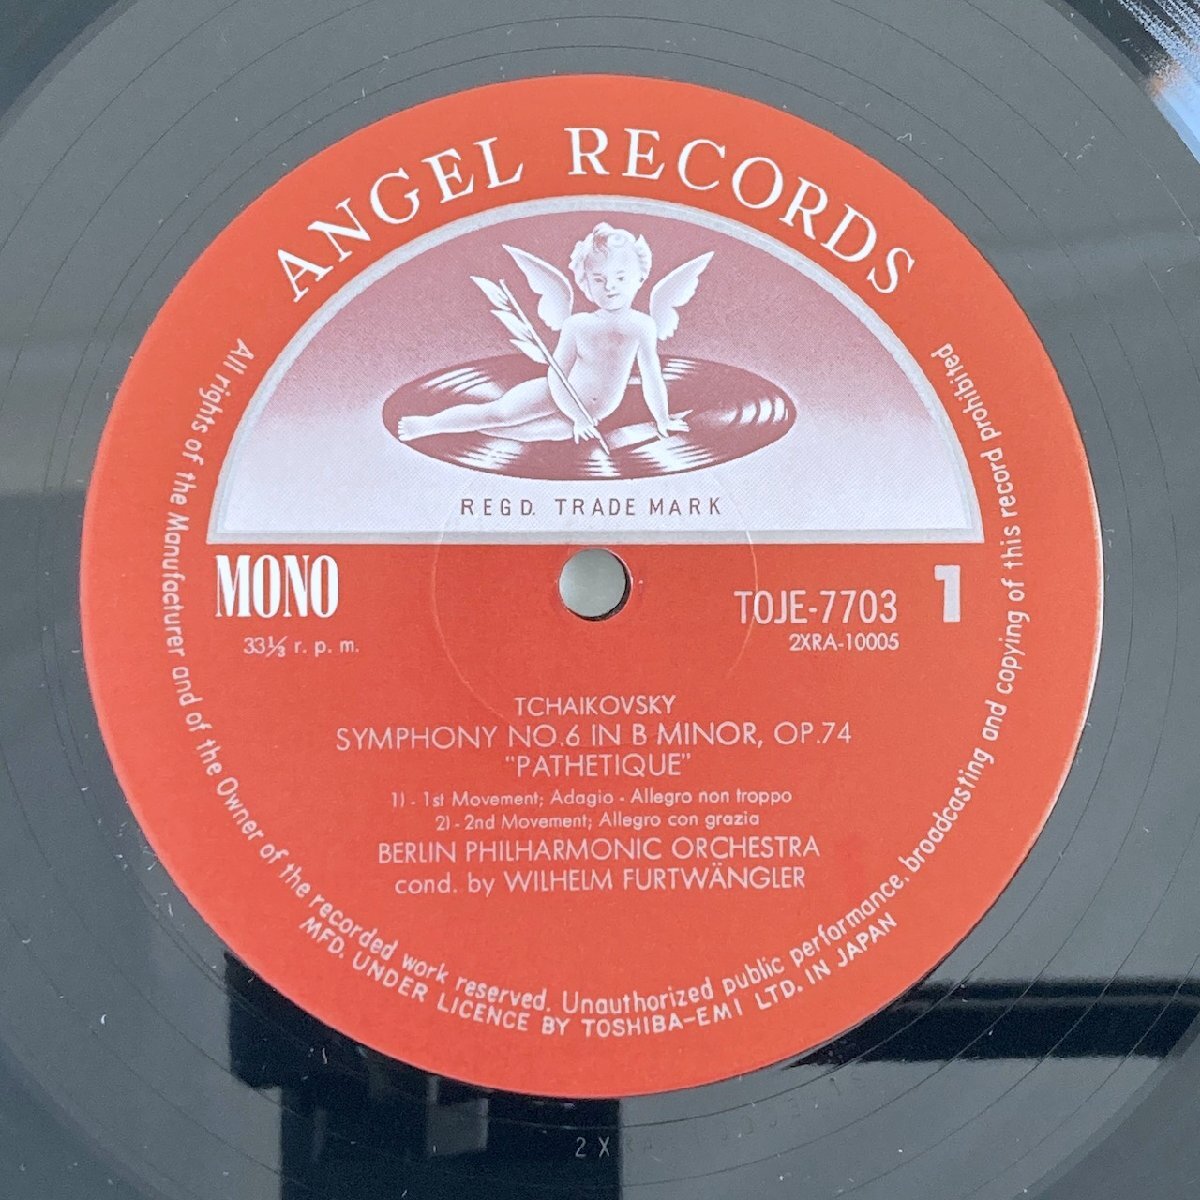 ANGEL RECORDS
REGD. TRADE MARK
MONO
33⅓ r. p. m.
TOJE-7703
2XRA-10005
1
TCHAIKOVSKY
SYMPHONY NO.6 IN B MINOR, OP.74
"PATHETIQUE"
1) - 1st Movement; Adagio - Allegro non troppo
2) - 2nd Movement; Allegro con grazia
BERLIN PHILHARMONIC ORCHESTRA
cond. by WILHELM FURTWÄNGLER
All rights of the Manufacturer and of the Owner of the recorded work reserved. Unauthorized public performance, broadcasting and copying of this record prohibited
MFD. UNDER LICENCE BY TOSHIBA-EMI LTD. IN JAPAN
2 X